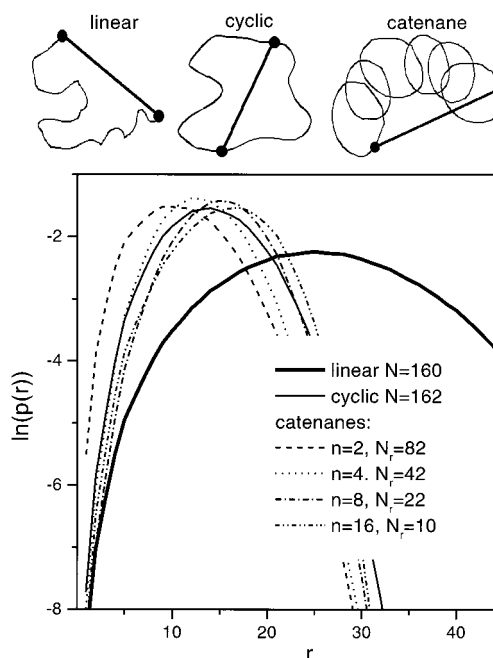 linear cyclic catenane
-2
-4
-6
-8
ln(p(r))
linear N=160
cyclic N=162
catenanes:
n=2, Nr=82
n=4. Nr=42
n=8, Nr=22
n=16, Nr=10
10 20 30 40
r